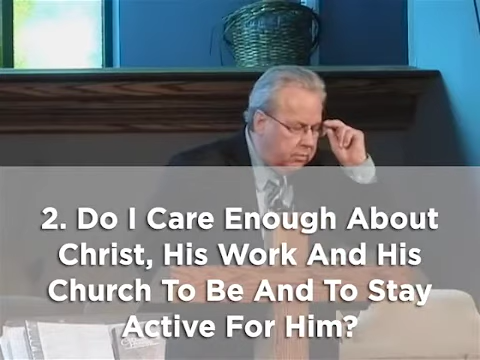 2. Do I Care Enough About
Christ, His Work And His
Church To Be And To Stay
Active For Him?